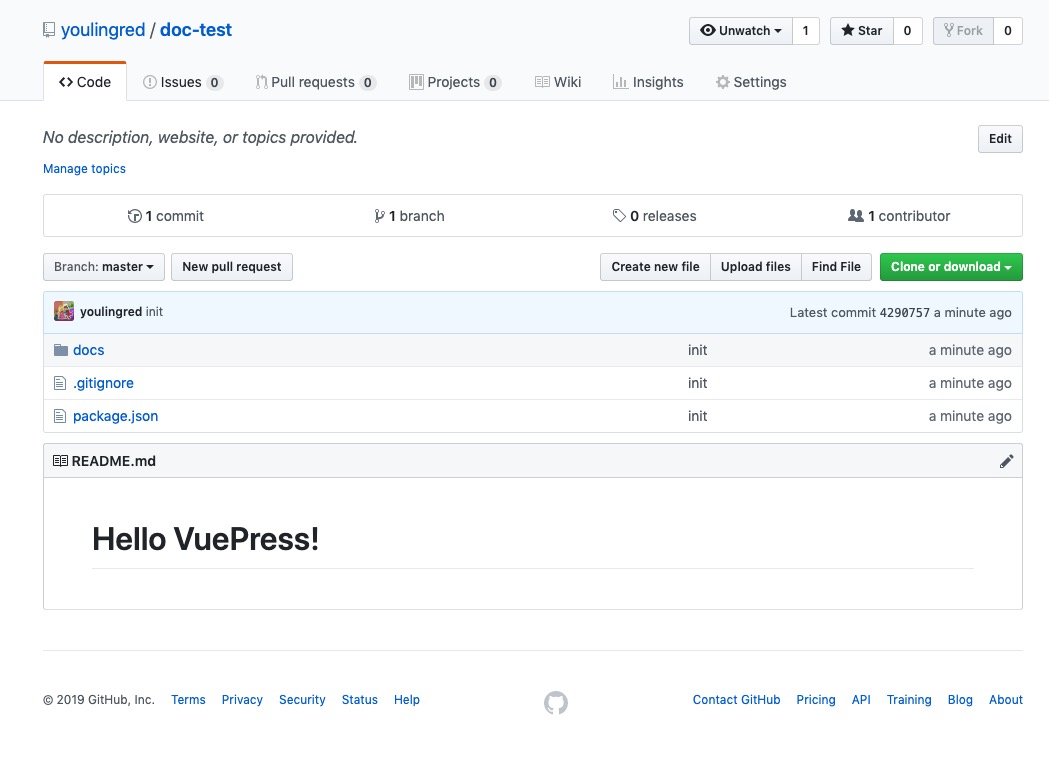 youlingred / doc-test
Unwatch 1 Star 0 Fork 0
Code Issues 0 Pull requests 0 Projects 0 Wiki Insights Settings
No description, website, or topics provided.
Edit
Manage topics
1 commit 1 branch 0 releases 1 contributor
Branch: master New pull request Create new file Upload files Find File Clone or download
youlingred init Latest commit 4290757 a minute ago
docs init a minute ago
.gitignore init a minute ago
package.json init a minute ago
README.md
Hello VuePress!
© 2019 GitHub, Inc. Terms Privacy Security Status Help Contact GitHub Pricing API Training Blog About